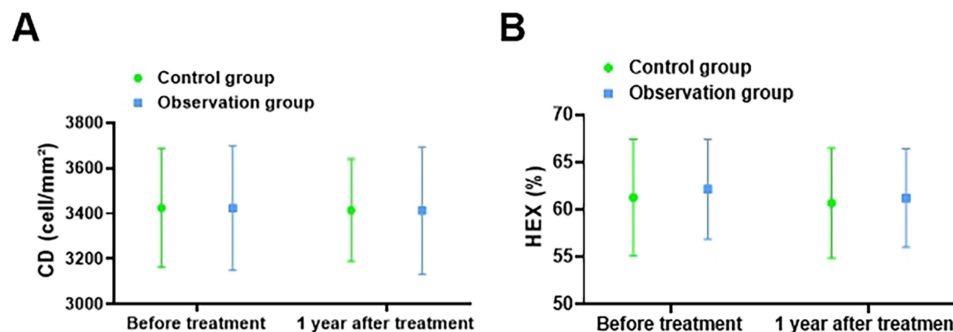 A
Control group
Observation group
3800
3600
3400
3200
3000
CD (cell/mm²)
Before treatment
1 year after treatment
B
Control group
Observation group
70
65
60
55
50
HEX (%)
Before treatment
1 year after treatmen